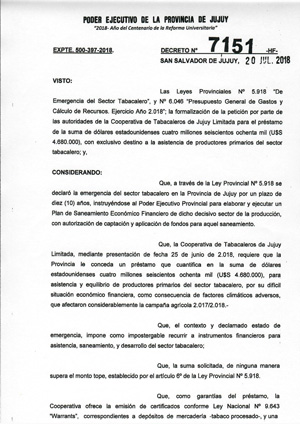 PODER EJECUTIVO DE LA PROVINCIA DE JUJUY
"2018- Año del Centenario de la Reforma Universitaria"
EXPTE. 500-397-2018.
DECRETO Nº 7151 -HF-
SAN SALVADOR DE JUJUY, 20 JUL. 2018
VISTO:
Las Leyes Provinciales Nº 5.918 "De
Emergencia del Sector Tabacalero", y Nº 6.046 "Presupuesto General de Gastos y
Cálculo de Recursos. Ejercicio Año 2.018"; la formalización de la petición por parte de
las autoridades de la Cooperativa de Tabacaleros de Jujuy Limitada para el préstamo
de la suma de dólares estadounidenses cuatro millones seiscientos ochenta mil (U$S
4.680.000), con exclusivo destino a la asistencia de productores primarios del sector
tabacalero; y,
CONSIDERANDO:
Que, a través de la Ley Provincial Nº 5.918 se
declaró la emergencia del sector tabacalero en la Provincia de Jujuy por un plazo de
diez (10) años, instruyéndose al Poder Ejecutivo Provincial para elaborar y ejecutar un
Plan de Saneamiento Económico Financiero de dicho decisivo sector de la producción,
con autorización de captación y aplicación de fondos para aquel saneamiento.
Que, la Cooperativa de Tabacaleros de Jujuy
Limitada, mediante presentación de fecha 25 de junio de 2.018, requiere que la
Provincia le conceda un préstamo que cuantifica en la suma de dólares
estadounidenses cuatro millones seiscientos ochenta mil (U$S 4.680.000), para
asistencia y equilibrio de productores primarios del sector tabacalero, por su difícil
situación económica financiera, como consecuencia de factores climáticos adversos,
que afectaron considerablemente la campaña agrícola 2.017/2.018.-
Que, el contexto y declamado estado de
emergencia, impone como impostergable recurrir a instrumentos financieros para
asistencia, saneamiento, y desarrollo del sector tabacalero;
Que, la suma solicitada, de ninguna manera
supera el monto tope, establecido por el artículo 6º de la Ley Provincial Nº 5.918.
Que, como garantías del préstamo, la
Cooperativa ofrece la emisión de certificados conforme Ley Nacional Nº 9.643
"Warrants", correspondientes a depósitos de mercadería -tabaco procesado-, y una